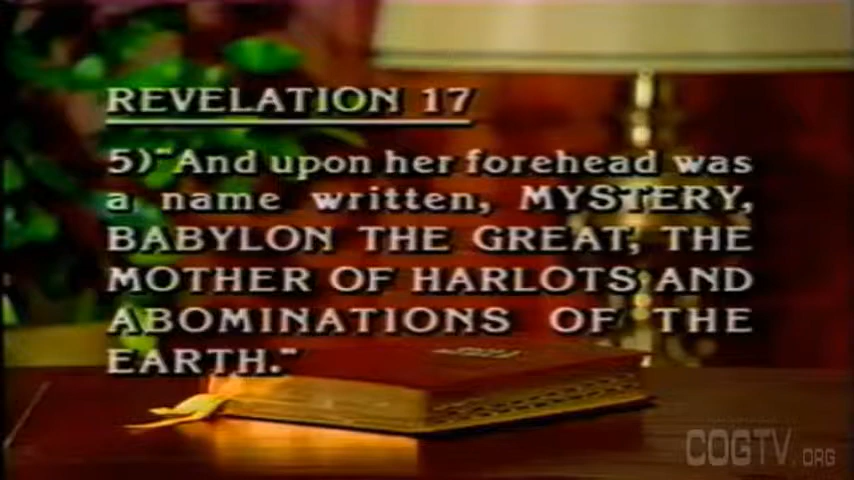 REVELATION 17
5)"And upon her forehead was
a name written, MYSTERY,
BABYLON THE GREAT, THE
MOTHER OF HARLOTS AND
ABOMINATIONS OF THE
EARTH."
COGTV.ORG